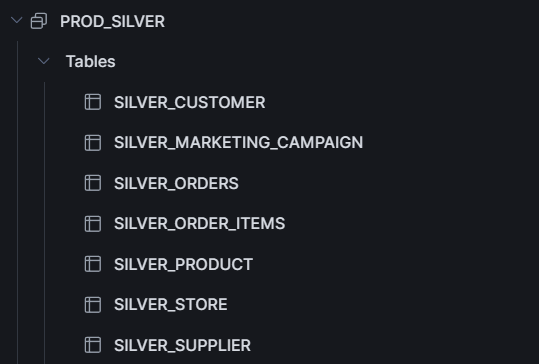 PROD_SILVER
Tables
SILVER_CUSTOMER
SILVER_MARKETING_CAMPAIGN
SILVER_ORDERS
SILVER_ORDER_ITEMS
SILVER_PRODUCT
SILVER_STORE
SILVER_SUPPLIER